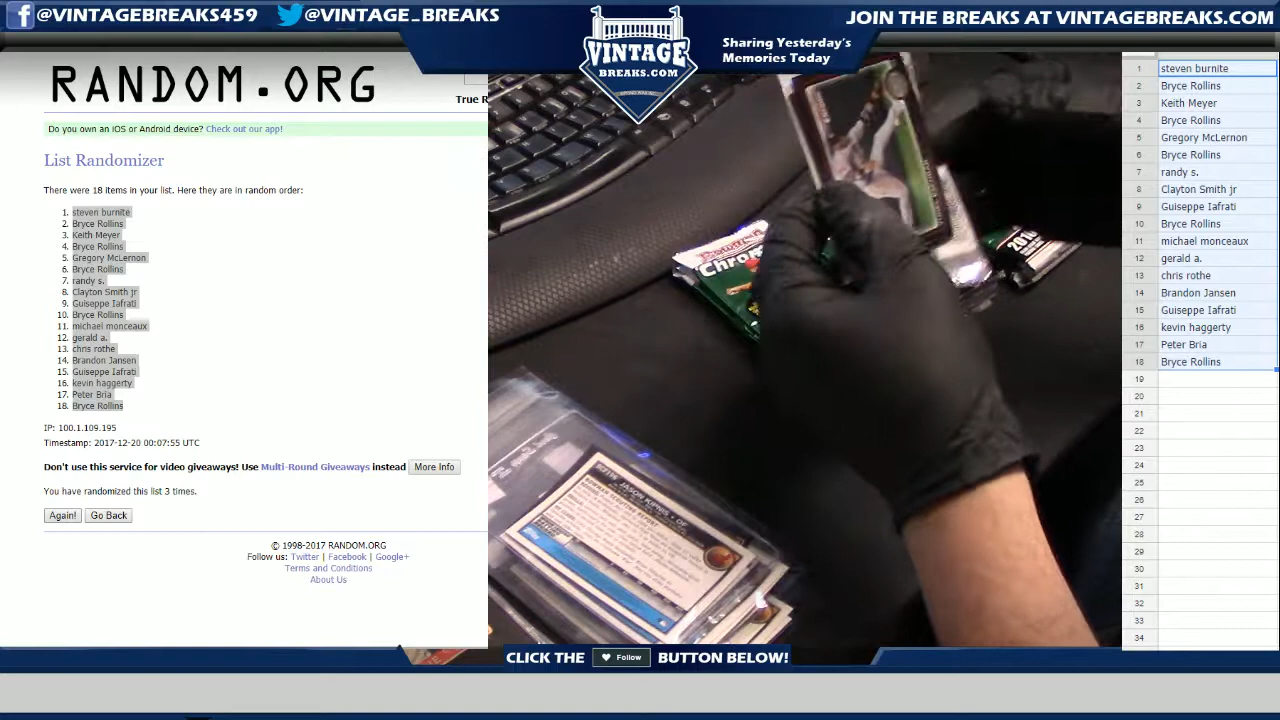 @VINTAGEBREAKS459 @VINTAGE_BREAKS
JOIN THE BREAKS AT VINTAGEBREAKS.COM
VINTAGE
BREAKS.COM
Sharing Yesterday's
Memories Today
RANDOM.ORG
True R
Do you own an iOS or Android device? Check out our app!
List Randomizer
There were 18 items in your list. Here they are in random order:
1. steven burnite
2. Bryce Rollins
3. Keith Meyer
4. Bryce Rollins
5. Gregory McLernon
6. Bryce Rollins
7. randy s.
8. Clayton Smith jr
9. Guiseppe Iafrati
10. Bryce Rollins
11. michael monceaux
12. gerald a.
13. chris rothe
14. Brandon Jansen
15. Guiseppe Iafrati
16. kevin haggerty
17. Peter Bria
18. Bryce Rollins
IP: 100.1.109.195
Timestamp: 2017-12-20 00:07:55 UTC
Don't use this service for video giveaways! Use Multi-Round Giveaways instead More Info
You have randomized this list 3 times.
Again! Go Back
© 1998-2017 RANDOM.ORG
Follow us: Twitter | Facebook | Google+
Terms and Conditions
About Us
Bowman
Chrome
2010
JASON KIPNIS • OF
1 steven burnite
2 Bryce Rollins
3 Keith Meyer
4 Bryce Rollins
5 Gregory McLernon
6 Bryce Rollins
7 randy s.
8 Clayton Smith jr
9 Guiseppe Iafrati
10 Bryce Rollins
11 michael monceaux
12 gerald a.
13 chris rothe
14 Brandon Jansen
15 Guiseppe Iafrati
16 kevin haggerty
17 Peter Bria
18 Bryce Rollins
19
20
21
22
23
24
25
26
27
28
29
30
31
32
33
34
CLICK THE Follow BUTTON BELOW!